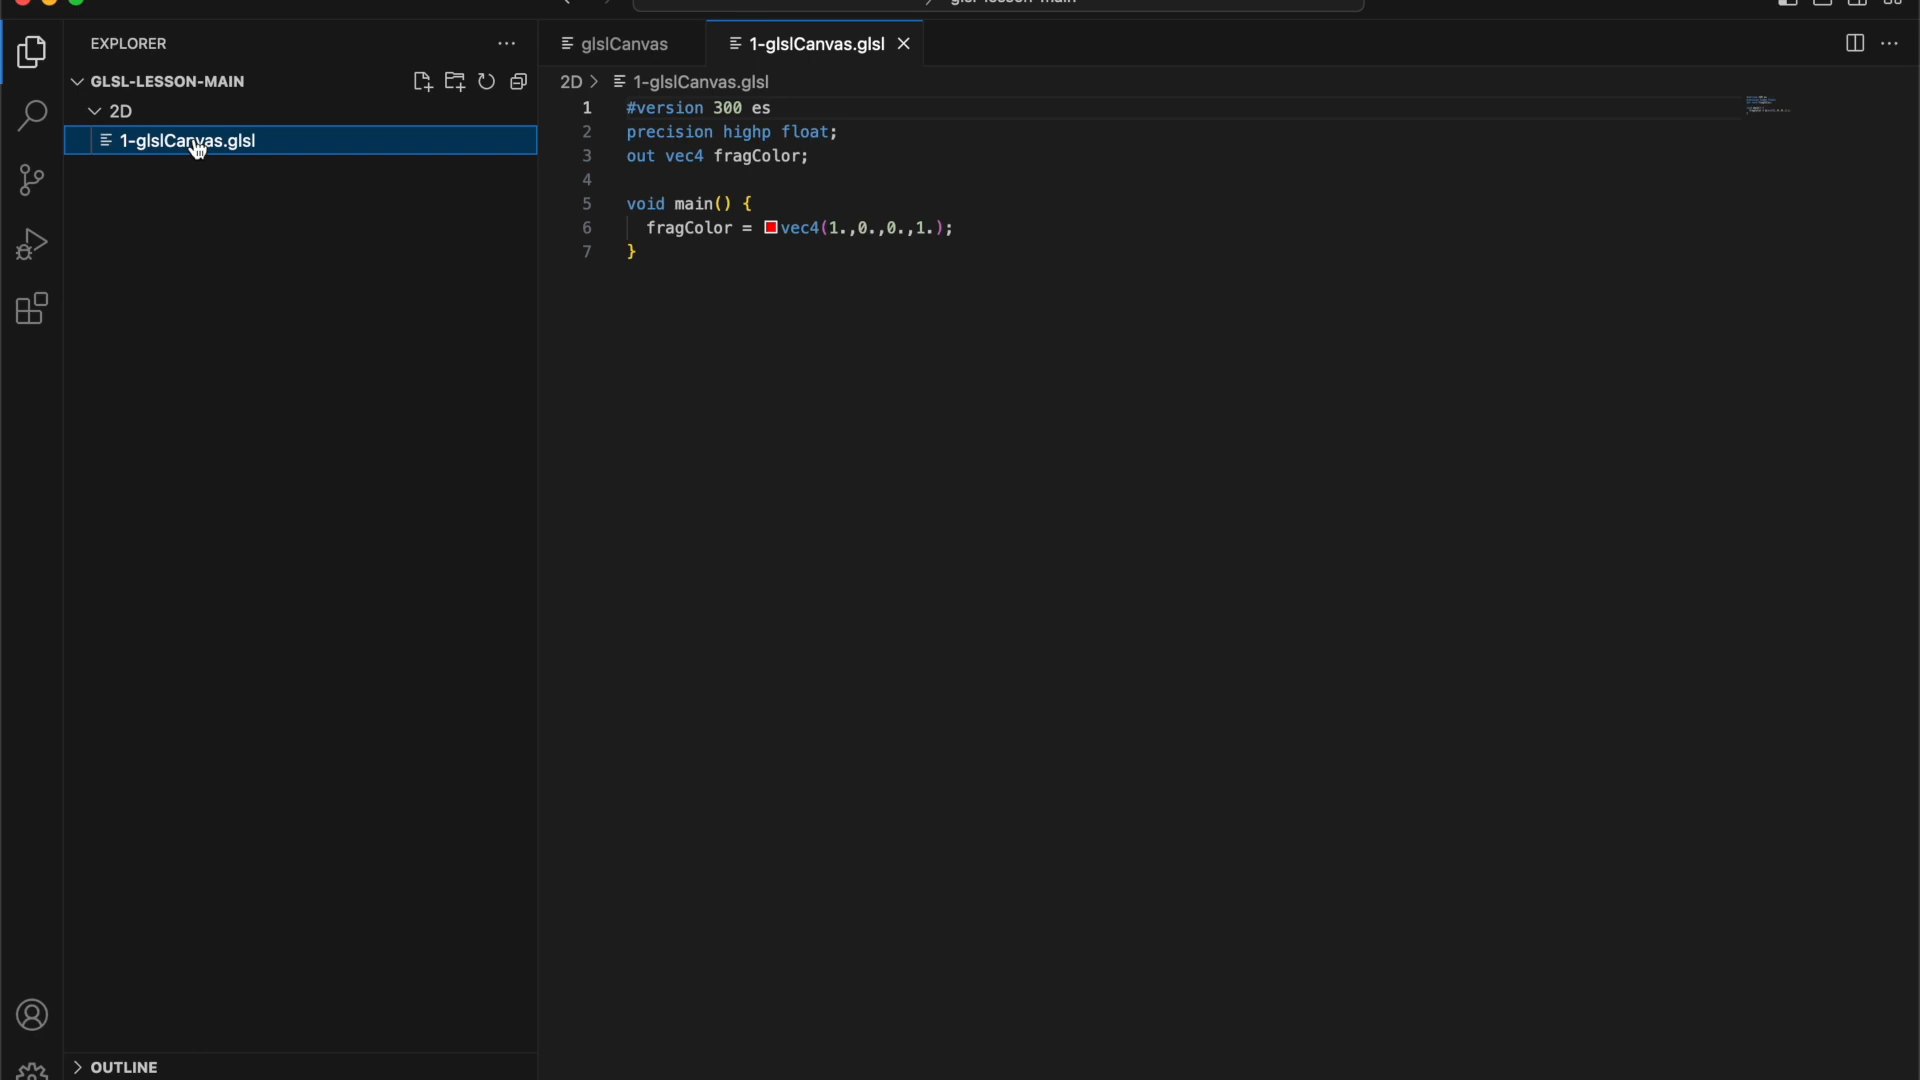 EXPLORER
GLSL-LESSON-MAIN
2D
1-glslCanvas.glsl
OUTLINE
glslCanvas
1-glslCanvas.glsl
2D > 1-glslCanvas.glsl
1 #version 300 es
2 precision highp float;
3 out vec4 fragColor;
4
5 void main() {
6 fragColor = vec4(1.,0.,0.,1.);
7 }